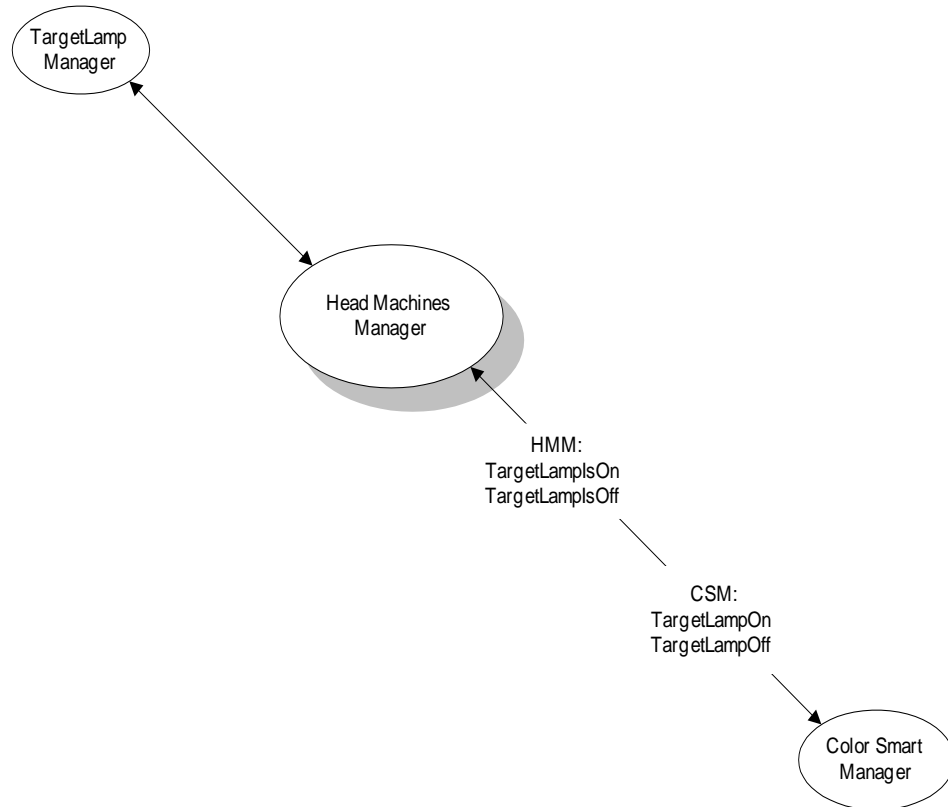 TargetLamp
Manager
Head Machines
Manager
HMM:
TargetLampIsOn
TargetLampIsOff
CSM:
TargetLampOn
TargetLampOff
Color Smart
Manager